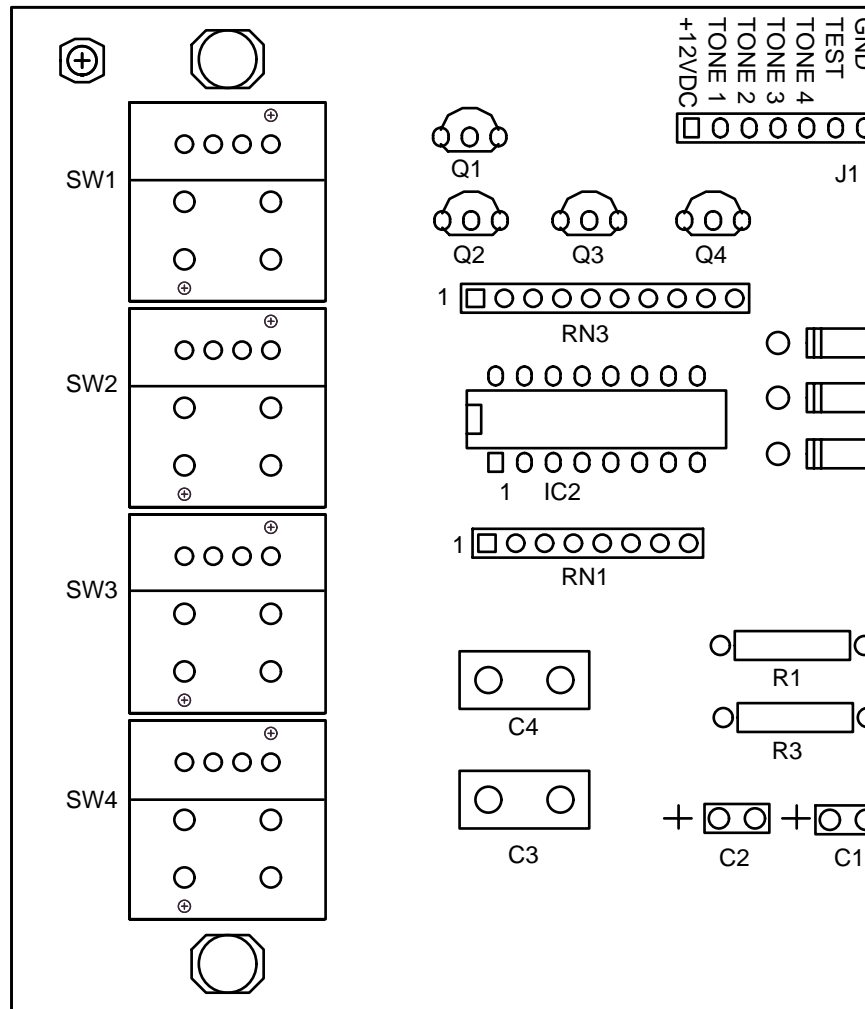 +12VDC
TONE 1
TONE 2
TONE 3
TONE 4
TEST
GND
J1
SW1
Q1
Q2
Q3
Q4
1
RN3
SW2
1
IC2
1
RN1
SW3
R1
C4
R3
SW4
C3
C2
C1